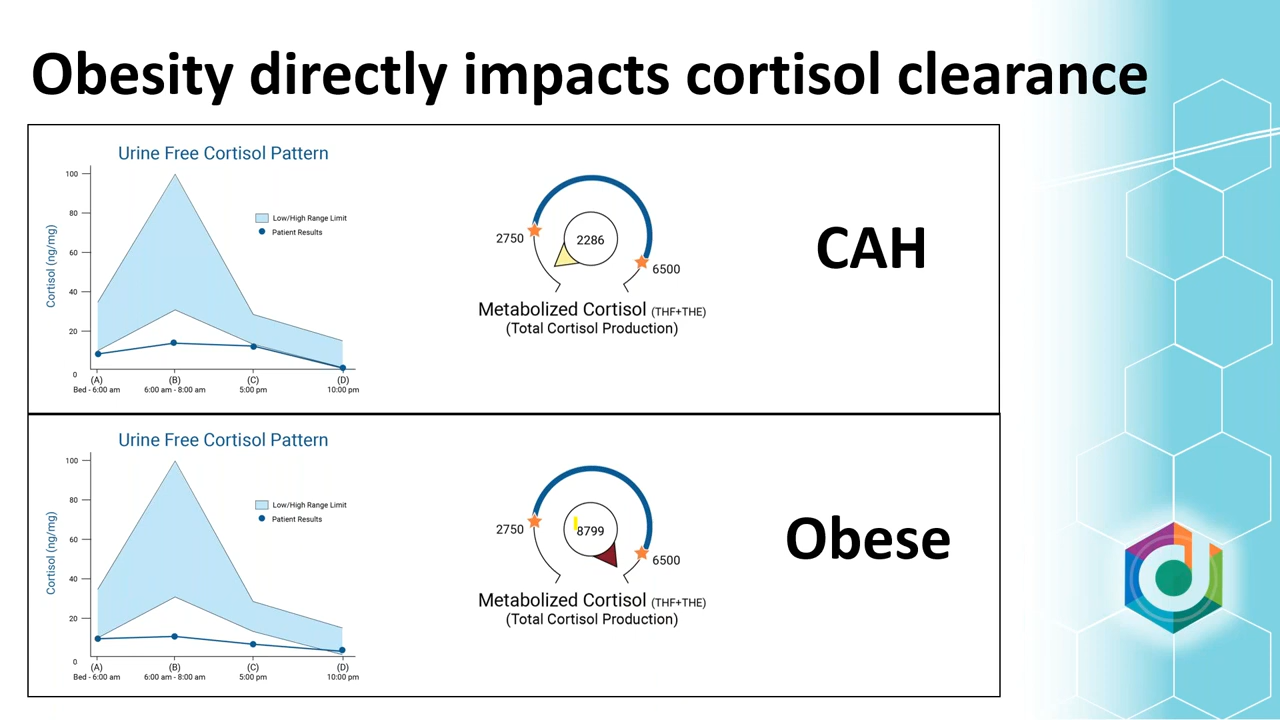 Obesity directly impacts cortisol clearance
Urine Free Cortisol Pattern
100
80
60
40
20
0
Cortisol (ng/mg)
Low/High Range Limit
Patient Results
(A)
Bed - 6:00 am
(B)
6:00 am - 8:00 am
(C)
5:00 pm
(D)
10:00 pm
2750
2286
6500
Metabolized Cortisol (THF+THE)
(Total Cortisol Production)
CAH
Urine Free Cortisol Pattern
100
80
60
40
20
0
Cortisol (ng/mg)
Low/High Range Limit
Patient Results
(A)
Bed - 6:00 am
(B)
6:00 am - 8:00 am
(C)
5:00 pm
(D)
10:00 pm
2750
8799
6500
Metabolized Cortisol (THF+THE)
(Total Cortisol Production)
Obese